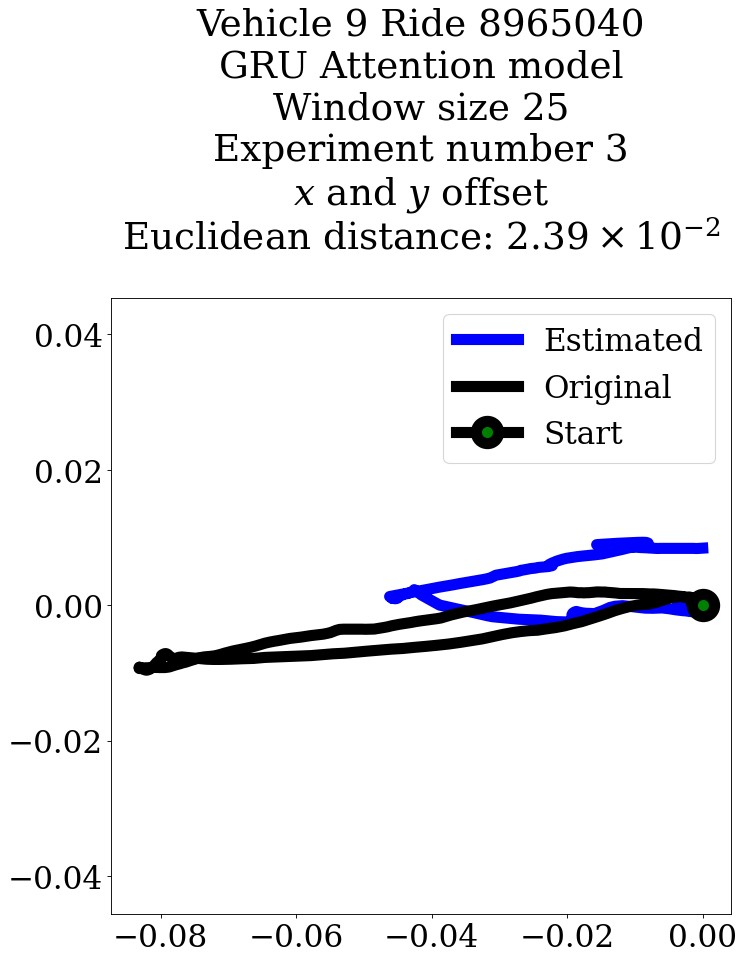 Vehicle 9 Ride 8965040
GRU Attention model
Window size 25
Experiment number 3
x and y offset
Euclidean distance: 2.39 × 10⁻²
Estimated
Original
Start
0.04
0.02
0.00
−0.02
−0.04
−0.08 −0.06 −0.04 −0.02 0.00